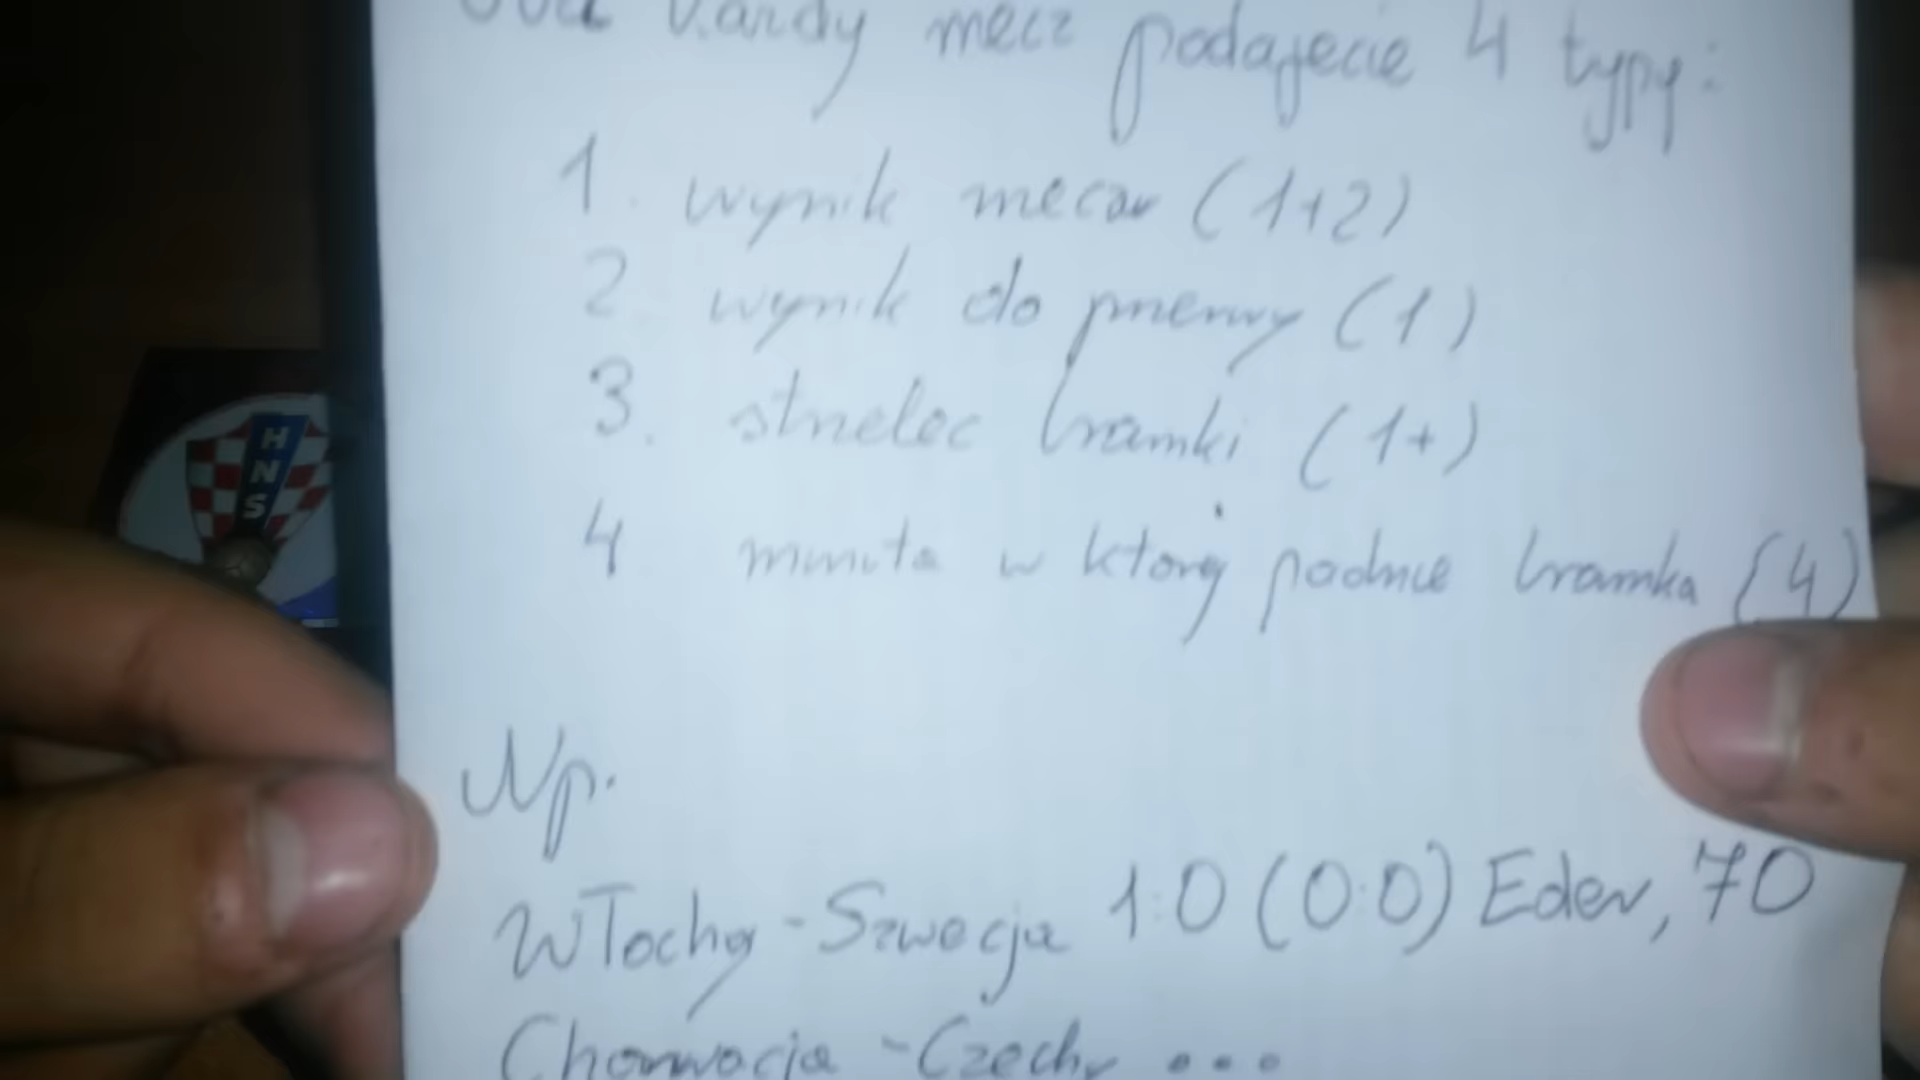 każdy mecz podajecie 4 typy:
1. wynik meczu (1+2)
2. wynik do przerwy (1)
3. strzelec bramki (1+)
4 minuta w której padnie bramka (4)
Np.
Włochy - Szwecja 1:0 (0:0) Eder, 70
Chorwacja - Czechy ...
HNS